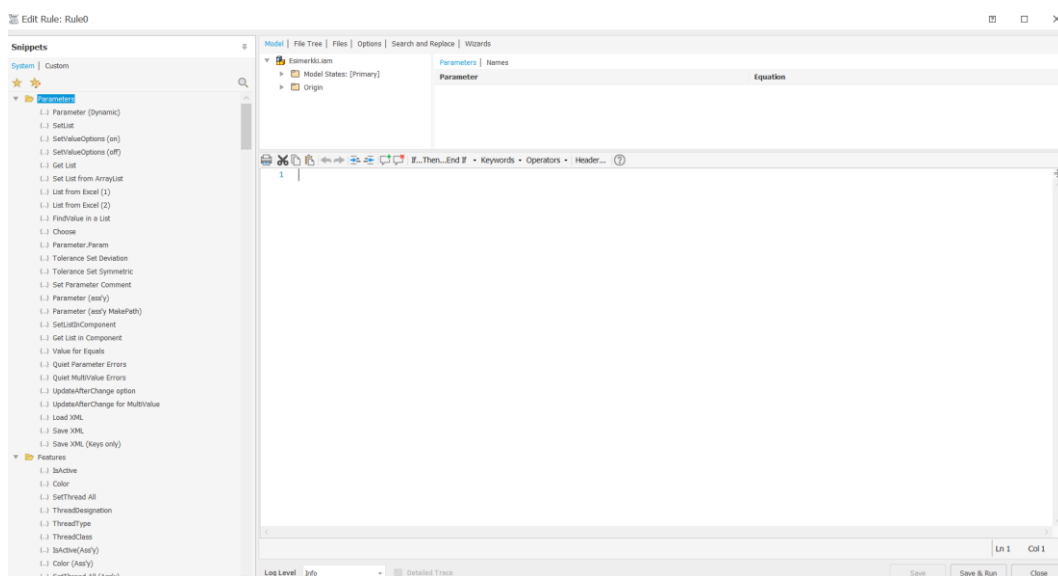 Edit Rule: Rule0
Snippets
System | Custom
Parameters
{...} Parameter (Dynamic)
{...} SetList
{...} SetValueOptions (on)
{...} SetValueOptions (off)
{...} Get List
{...} Set List from ArrayList
{...} List from Excel (1)
{...} List from Excel (2)
{...} FindValue in a List
{...} Choose
{...} Parameter.Param
{...} Tolerance Set Deviation
{...} Tolerance Set Symmetric
{...} Set Parameter Comment
{...} Parameter (ass'y)
{...} Parameter (ass'y MakePath)
{...} SetListInComponent
{...} Get List in Component
{...} Value for Equals
{...} Quiet Parameter Errors
{...} Quiet MultiValue Errors
{...} UpdateAfterChange option
{...} UpdateAfterChange for MultiValue
{...} Load XML
{...} Save XML
{...} Save XML (Keys only)
Features
{...} IsActive
{...} Color
{...} SetThread All
{...} ThreadDesignation
{...} ThreadType
{...} ThreadClass
{...} IsActive(Ass'y)
{...} Color (Ass'y)
{...} SetThread All (Ass'y)
Model | File Tree | Files | Options | Search and Replace | Wizards
Esimerkki.iam
Model States: [Primary]
Origin
Parameters | Names
Parameter Equation
If...Then...End If Keywords Operators Header...
1
Ln 1 Col 1
Log Level Info Detailed Trace Save Save & Run Close